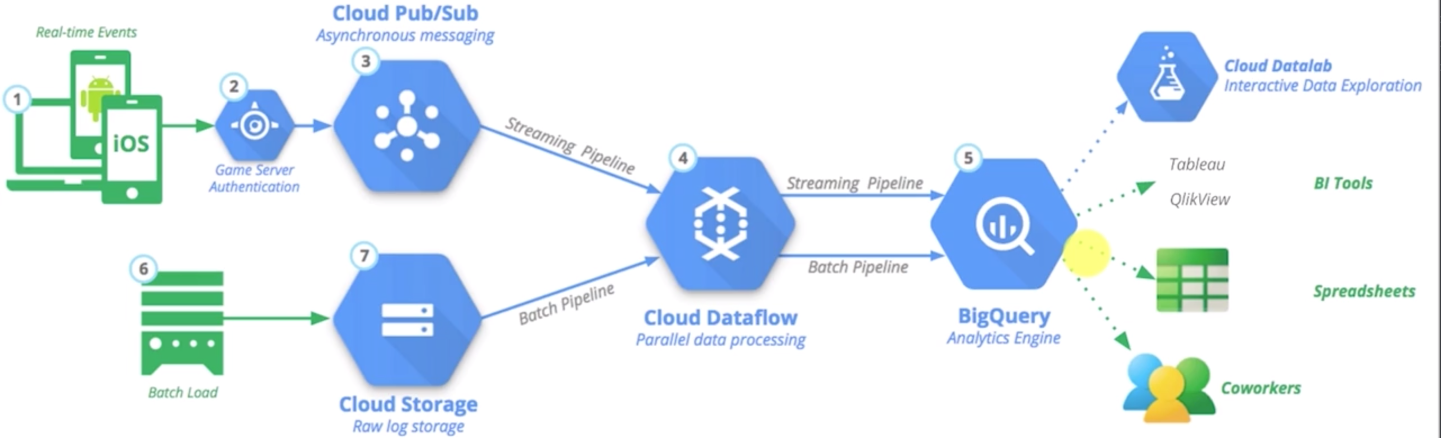 Real-time Events
1
iOS
2
Game Server
Authentication
Cloud Pub/Sub
Asynchronous messaging
3
Streaming Pipeline
6
Batch Load
7
Cloud Storage
Raw log storage
Batch Pipeline
4
Cloud Dataflow
Parallel data processing
Streaming Pipeline
Batch Pipeline
5
BigQuery
Analytics Engine
Cloud Datalab
Interactive Data Exploration
Tableau
QlikView
BI Tools
Spreadsheets
Coworkers